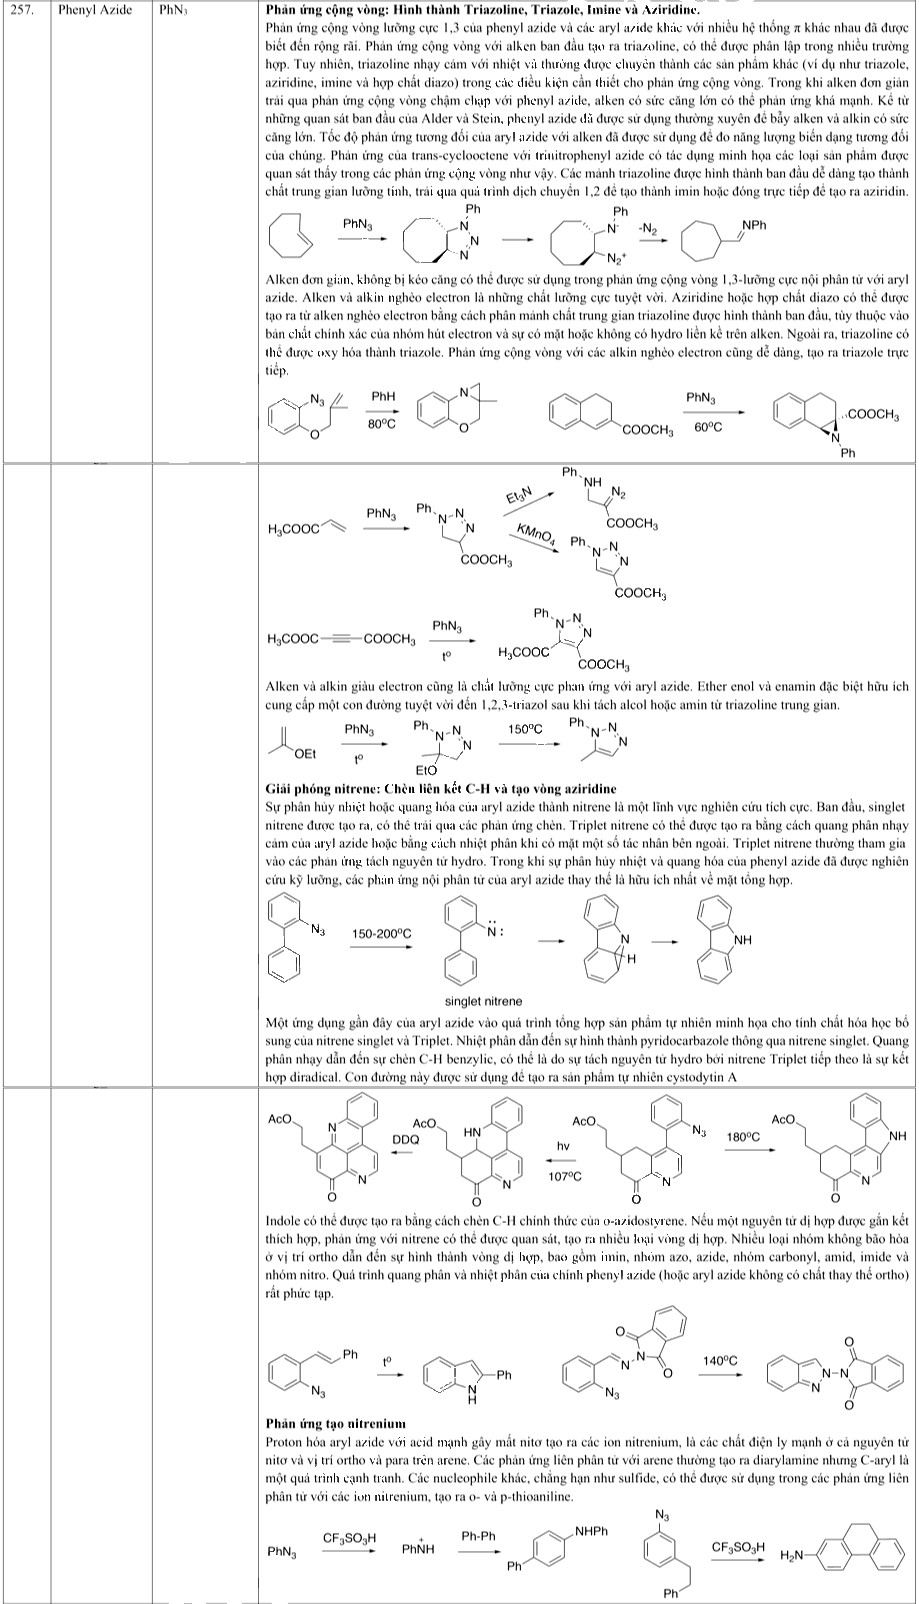 257.
Phenyl Azide
PhN3
Phản ứng cộng vòng: Hình thành Triazoline, Triazole, Imine và Aziridine.
Phản ứng cộng vòng lưỡng cực 1,3 của phenyl azide và các aryl azide khác với nhiều hệ thống π khác nhau đã được
biết đến rộng rãi. Phản ứng cộng vòng với alken ban đầu tạo ra triazoline, có thể được phân lập trong nhiều trường
hợp. Tuy nhiên, triazoline nhạy cảm với nhiệt và thường được chuyển thành các sản phẩm khác (ví dụ như triazole,
aziridine, imine và hợp chất diazo) trong các điều kiện cần thiết cho phản ứng cộng vòng. Trong khi alken đơn giản
trải qua phản ứng cộng vòng chậm chạp với phenyl azide, alken có sức căng lớn có thể phản ứng khá mạnh. Kể từ
những quan sát ban đầu của Alder và Stein, phenyl azide đã được sử dụng thường xuyên để bẫy alken và alkin có sức
căng lớn. Tốc độ phản ứng tương đối của aryl azide với alken đã được sử dụng để đo năng lượng biến dạng tương đối
của chúng. Phản ứng của trans-cyclooctene với trinitrophenyl azide có tác dụng minh họa các loại sản phẩm được
quan sát thấy trong các phản ứng cộng vòng như vậy. Các mảnh triazoline được hình thành ban đầu dễ dàng tạo thành
chất trung gian lưỡng tính, trải qua quá trình dịch chuyển 1,2 để tạo thành imin hoặc đóng trực tiếp để tạo ra aziridin.
PhN3
Ph
N
N
N
Ph
N-
N2+
-N2
NPh
Alken đơn giản, không bị kéo căng có thể được sử dụng trong phản ứng cộng vòng 1,3-lưỡng cực nội phân tử với aryl
azide. Alken và alkin nghèo electron là những chất lưỡng cực tuyệt vời. Aziridine hoặc hợp chất diazo có thể được
tạo ra từ alken nghèo electron bằng cách phân mảnh chất trung gian triazoline được hình thành ban đầu, tùy thuộc vào
bản chất chính xác của nhóm hút electron và sự có mặt hoặc không có hydro liền kề trên alken. Ngoài ra, triazoline có
thể được oxy hóa thành triazole. Phản ứng cộng vòng với các alkin nghèo electron cũng dễ dàng, tạo ra triazole trực
tiếp.
N3
O
PhH
80oC
N
O
COOCH3
PhN3
60oC
COOCH3
N
Ph
H3COOC
PhN3
Ph
N
N
N
COOCH3
Et3N
KMnO4
Ph
NH
N2
COOCH3
Ph
N
N
N
COOCH3
H3COOC
COOCH3
PhN3
to
Ph
N
N
N
H3COOC
COOCH3
Alken và alkin giàu electron cũng là chất lưỡng cực phản ứng với aryl azide. Ether enol và enamin đặc biệt hữu ích
cung cấp một con đường tuyệt vời đến 1,2,3-triazol sau khi tách alcol hoặc amin từ triazoline trung gian.
OEt
PhN3
to
Ph
N
N
N
EtO
150oC
Ph
N
N
N
Giải phóng nitrene: Chèn liên kết C-H và tạo vòng aziridine
Sự phân hủy nhiệt hoặc quang hóa của aryl azide thành nitrene là một lĩnh vực nghiên cứu tích cực. Ban đầu, singlet
nitrene được tạo ra, có thể trải qua các phản ứng chèn. Triplet nitrene có thể được tạo ra bằng cách quang phân nhạy
cảm của aryl azide hoặc bằng cách nhiệt phân khi có mặt một số tác nhân bên ngoài. Triplet nitrene thường tham gia
vào các phản ứng tách nguyên tử hydro. Trong khi sự phân hủy nhiệt và quang hóa của phenyl azide đã được nghiên
cứu kỹ lưỡng, các phản ứng nội phân tử của aryl azide thay thế là hữu ích nhất về mặt tổng hợp.
N3
150-200oC
N:
singlet nitrene
N
H
NH
Một ứng dụng gần đây của aryl azide vào quá trình tổng hợp sản phẩm tự nhiên minh họa cho tính chất hóa học bổ
sung của nitrene singlet và Triplet. Nhiệt phân dẫn đến sự hình thành pyridocarbazole thông qua nitrene singlet. Quang
phân nhạy dẫn đến sự chèn C-H benzylic, có thể là do sự tách nguyên tử hydro bởi nitrene Triplet tiếp theo là sự kết
hợp diradical. Con đường này được sử dụng để tạo ra sản phẩm tự nhiên cystodytin A
AcO
N
N
O
DDQ
AcO
HN
N
O
hv
107oC
AcO
N3
N
O
180oC
AcO
NH
N
O
Indole có thể được tạo ra bằng cách chèn C-H chính thức của o-azidostyrene. Nếu một nguyên tử dị hợp được gắn kết
thích hợp, phản ứng với nitrene có thể được quan sát, tạo ra nhiều loại vòng dị hợp. Nhiều loại nhóm không bão hòa
ở vị trí ortho dẫn đến sự hình thành vòng dị hợp, bao gồm imin, nhóm azo, azide, nhóm carbonyl, amid, imide và
nhóm nitro. Quá trình quang phân và nhiệt phân của chính phenyl azide (hoặc aryl azide không có chất thay thế ortho)
rất phức tạp.
Ph
N3
to
N
H
Ph
O
N
N
O
N3
140oC
N
N
N
O
O
Phản ứng tạo nitrenium
Proton hóa aryl azide với acid mạnh gây mất nitơ tạo ra các ion nitrenium, là các chất điện ly mạnh ở cả nguyên tử
nitơ và vị trí ortho và para trên arene. Các phản ứng liên phân tử với arene thường tạo ra diarylamine nhưng C-aryl là
một quá trình cạnh tranh. Các nucleophile khác, chẳng hạn như sulfide, có thể được sử dụng trong các phản ứng liên
phân tử với các ion nitrenium, tạo ra o- và p-thioaniline.
PhN3
CF3SO3H
PhNH+
Ph-Ph
Ph
NHPh
N3
Ph
CF3SO3H
H2N